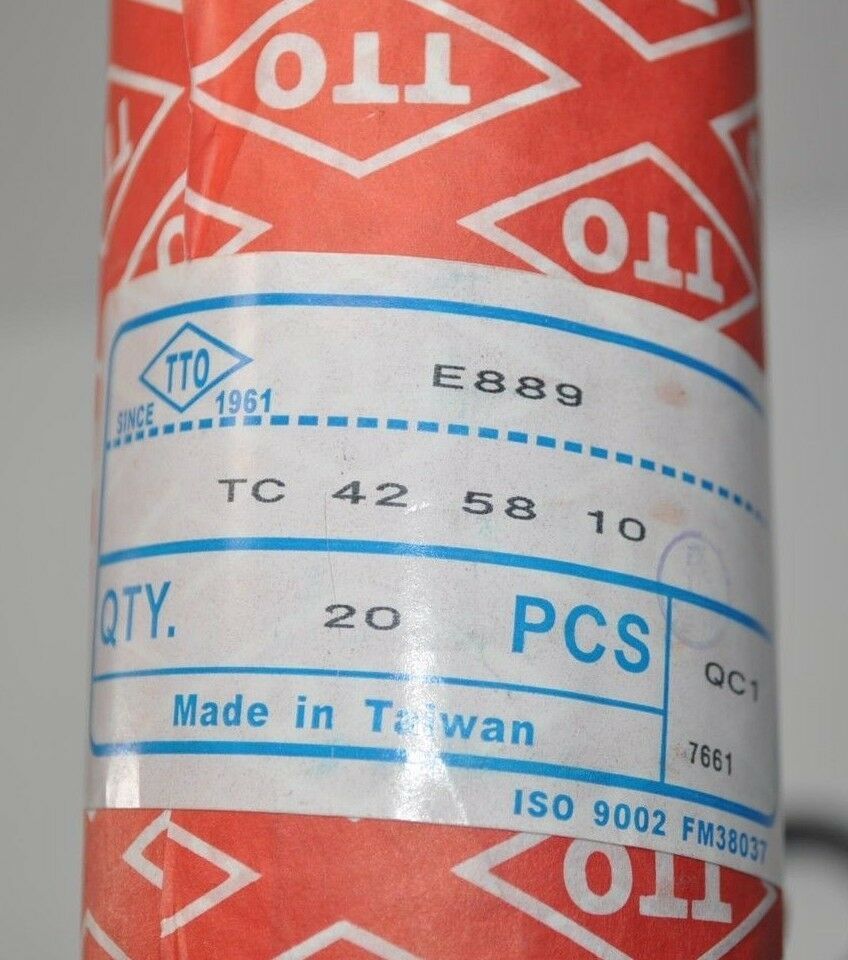 TTO
TTO
TTO
SINCE 1961
E889
TC 42 58 10
QTY. 20 PCS
QC1
Made in Taiwan
7661
ISO 9002 FM38037
TTO